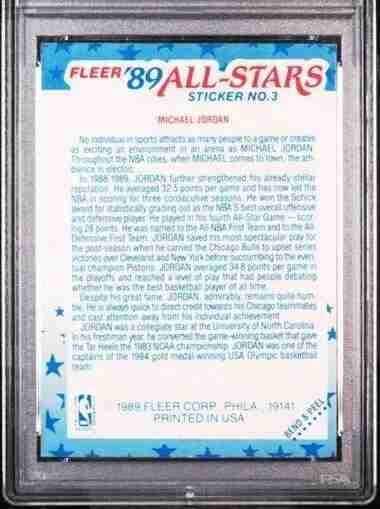 FLEER '89 ALL-STARS
STICKER NO.3
MICHAEL JORDAN
No individual in sports attracts as many people to a game or creates
as exciting an environment in an arena as MICHAEL JORDAN.
Throughout the NBA cities, when MICHAEL comes to town, the am-
bience is electric.
In 1988-1989, JORDAN further strengthened his already stellar
reputation. He averaged 32.5 points per game and has now led the
NBA in scoring for three consecutive seasons. He won the Schick
award for statistically grading out as the NBA'S best overall offensive
and defensive player. He played in his fourth All-Star Game — scor-
ing 28 points. He was named to the All-NBA First Team and to the All-
Defensive First Team. JORDAN saved his most spectacular play for
the post-season when he carried the Chicago Bulls to upset series
victories over Cleveland and New York before succumbing to the even-
tual champion Pistons. JORDAN averaged 34.8 points per game in
the playoffs and reached a level of play that had people debating
whether he was the best basketball player of all time.
Despite his great fame, JORDAN, admirably, remains quite hum-
ble. He is always quick to direct credit towards his Chicago teammates
and cast attention away from his individual achievement.
JORDAN was a collegiate star at the University of North Carolina.
In his freshman year, he converted the game-winning basket that gave
the Tar Heels the 1983 NCAA championship. JORDAN was one of the
captains of the 1984 gold medal-winning USA Olympic basketball
team.
NBA
1989 FLEER CORP. PHILA., 19141
PRINTED IN USA
BEND & PEEL
PSA